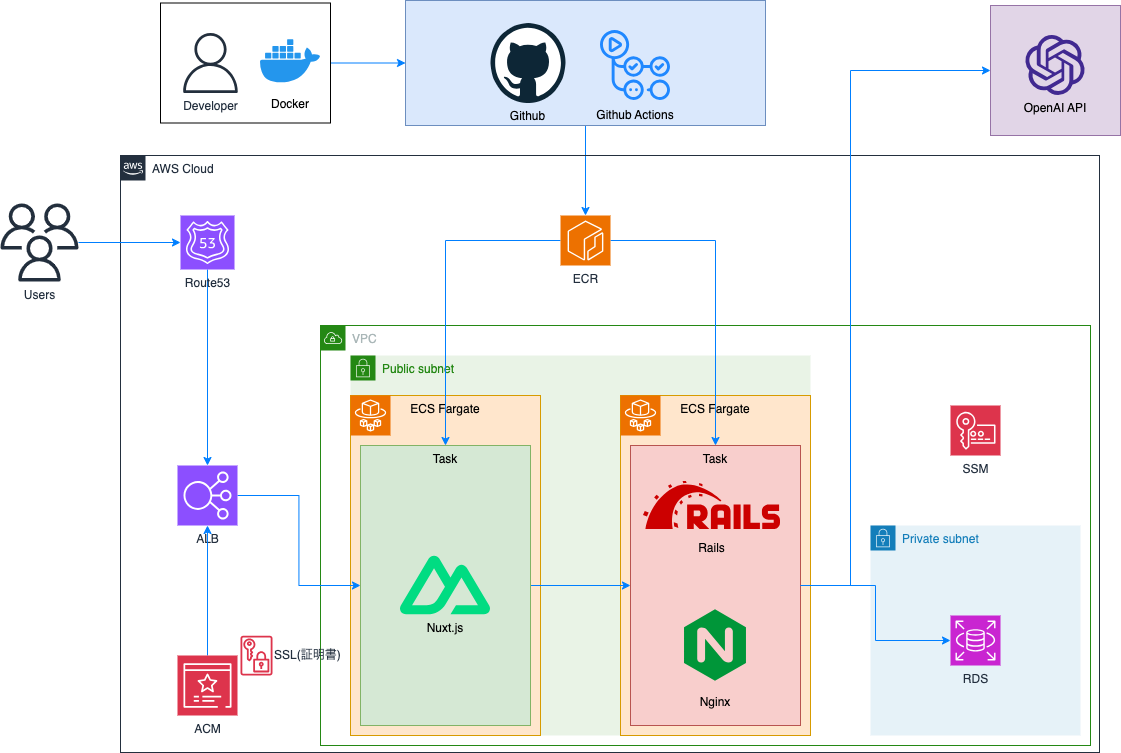 Developer
Docker
Github
Github Actions
OpenAI API
aws
AWS Cloud
Users
53
Route53
ECR
VPC
Public subnet
ECS Fargate
ECS Fargate
Task
Task
RAILS
Rails
SSM
ALB
Private subnet
Nuxt.js
SSL(証明書)
N
RDS
Nginx
ACM